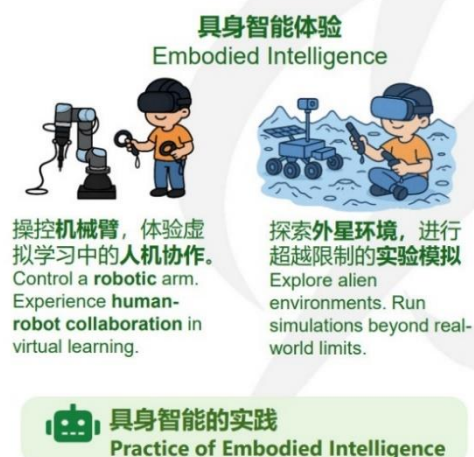 具身智能体验
Embodied Intelligence
操控机械臂，体验虚
拟学习中的人机协作。
Control a robotic arm.
Experience human-
robot collaboration in
virtual learning.
探索外星环境，进行
超越限制的实验模拟
Explore alien
environments. Run
simulations beyond real-
world limits.
具身智能的实践
Practice of Embodied Intelligence